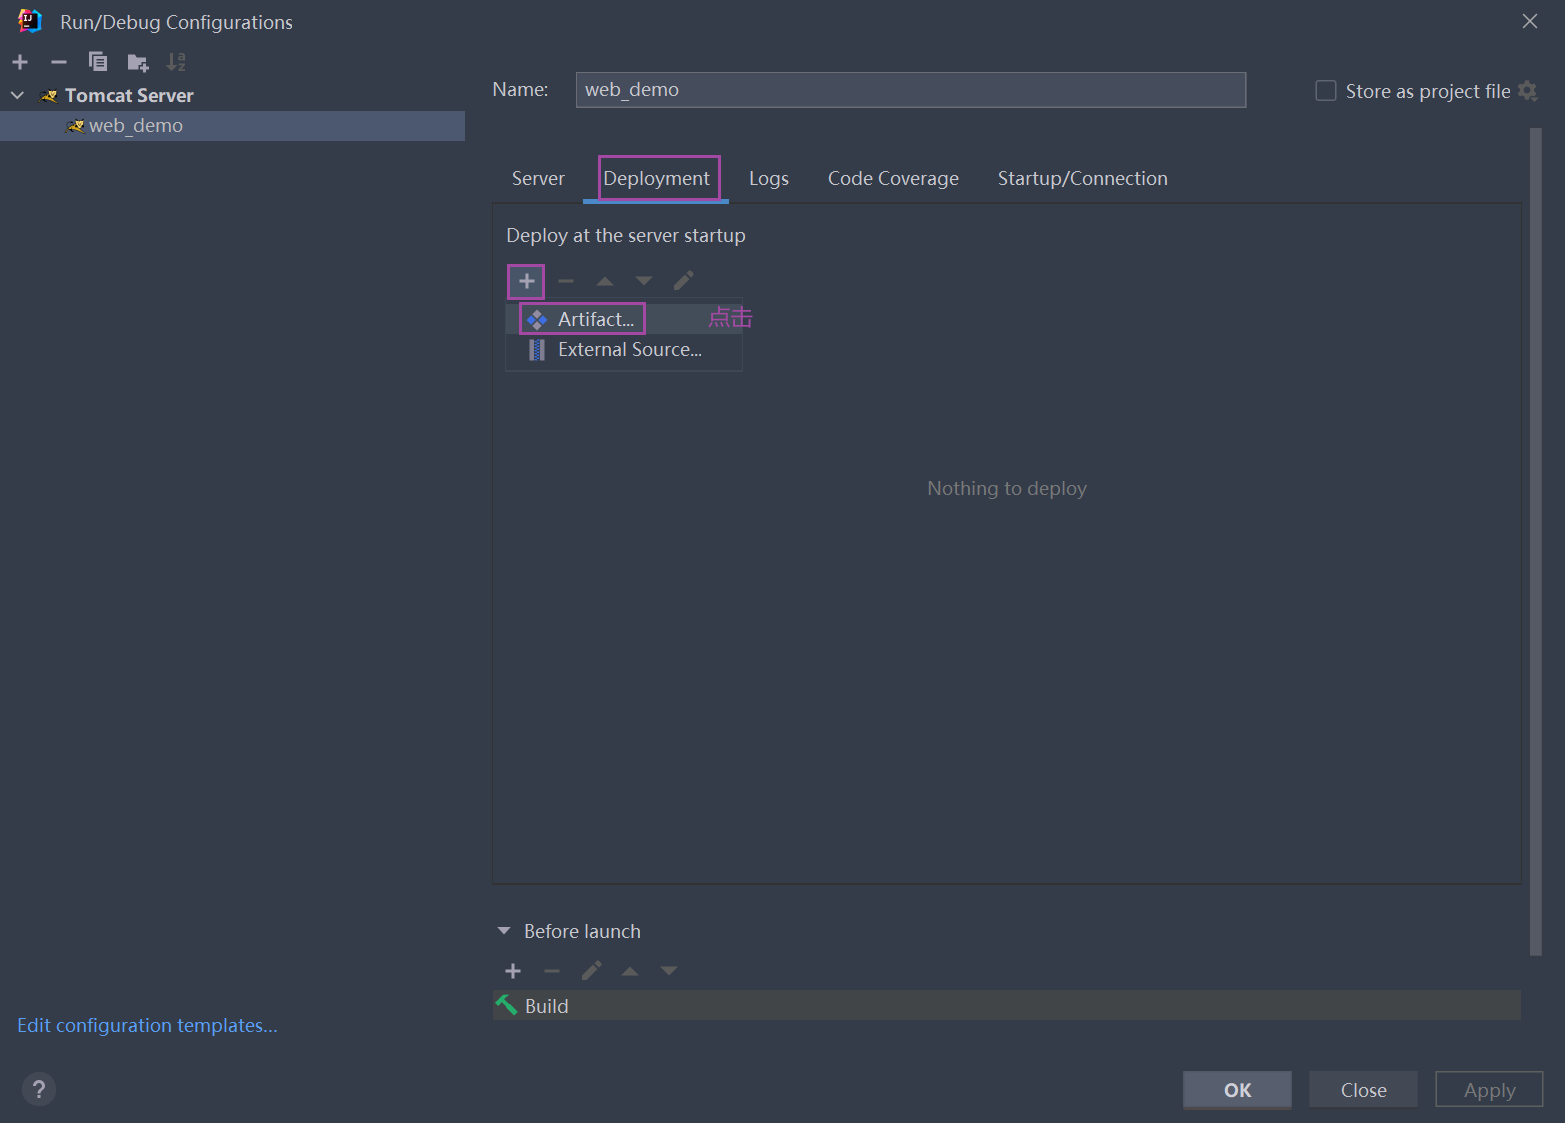 Run/Debug Configurations
Tomcat Server
web_demo
Name:
web_demo
Store as project file
Server
Deployment
Logs
Code Coverage
Startup/Connection
Deploy at the server startup
Artifact...
点击
External Source...
Nothing to deploy
Before launch
Build
Edit configuration templates...
?
OK
Close
Apply